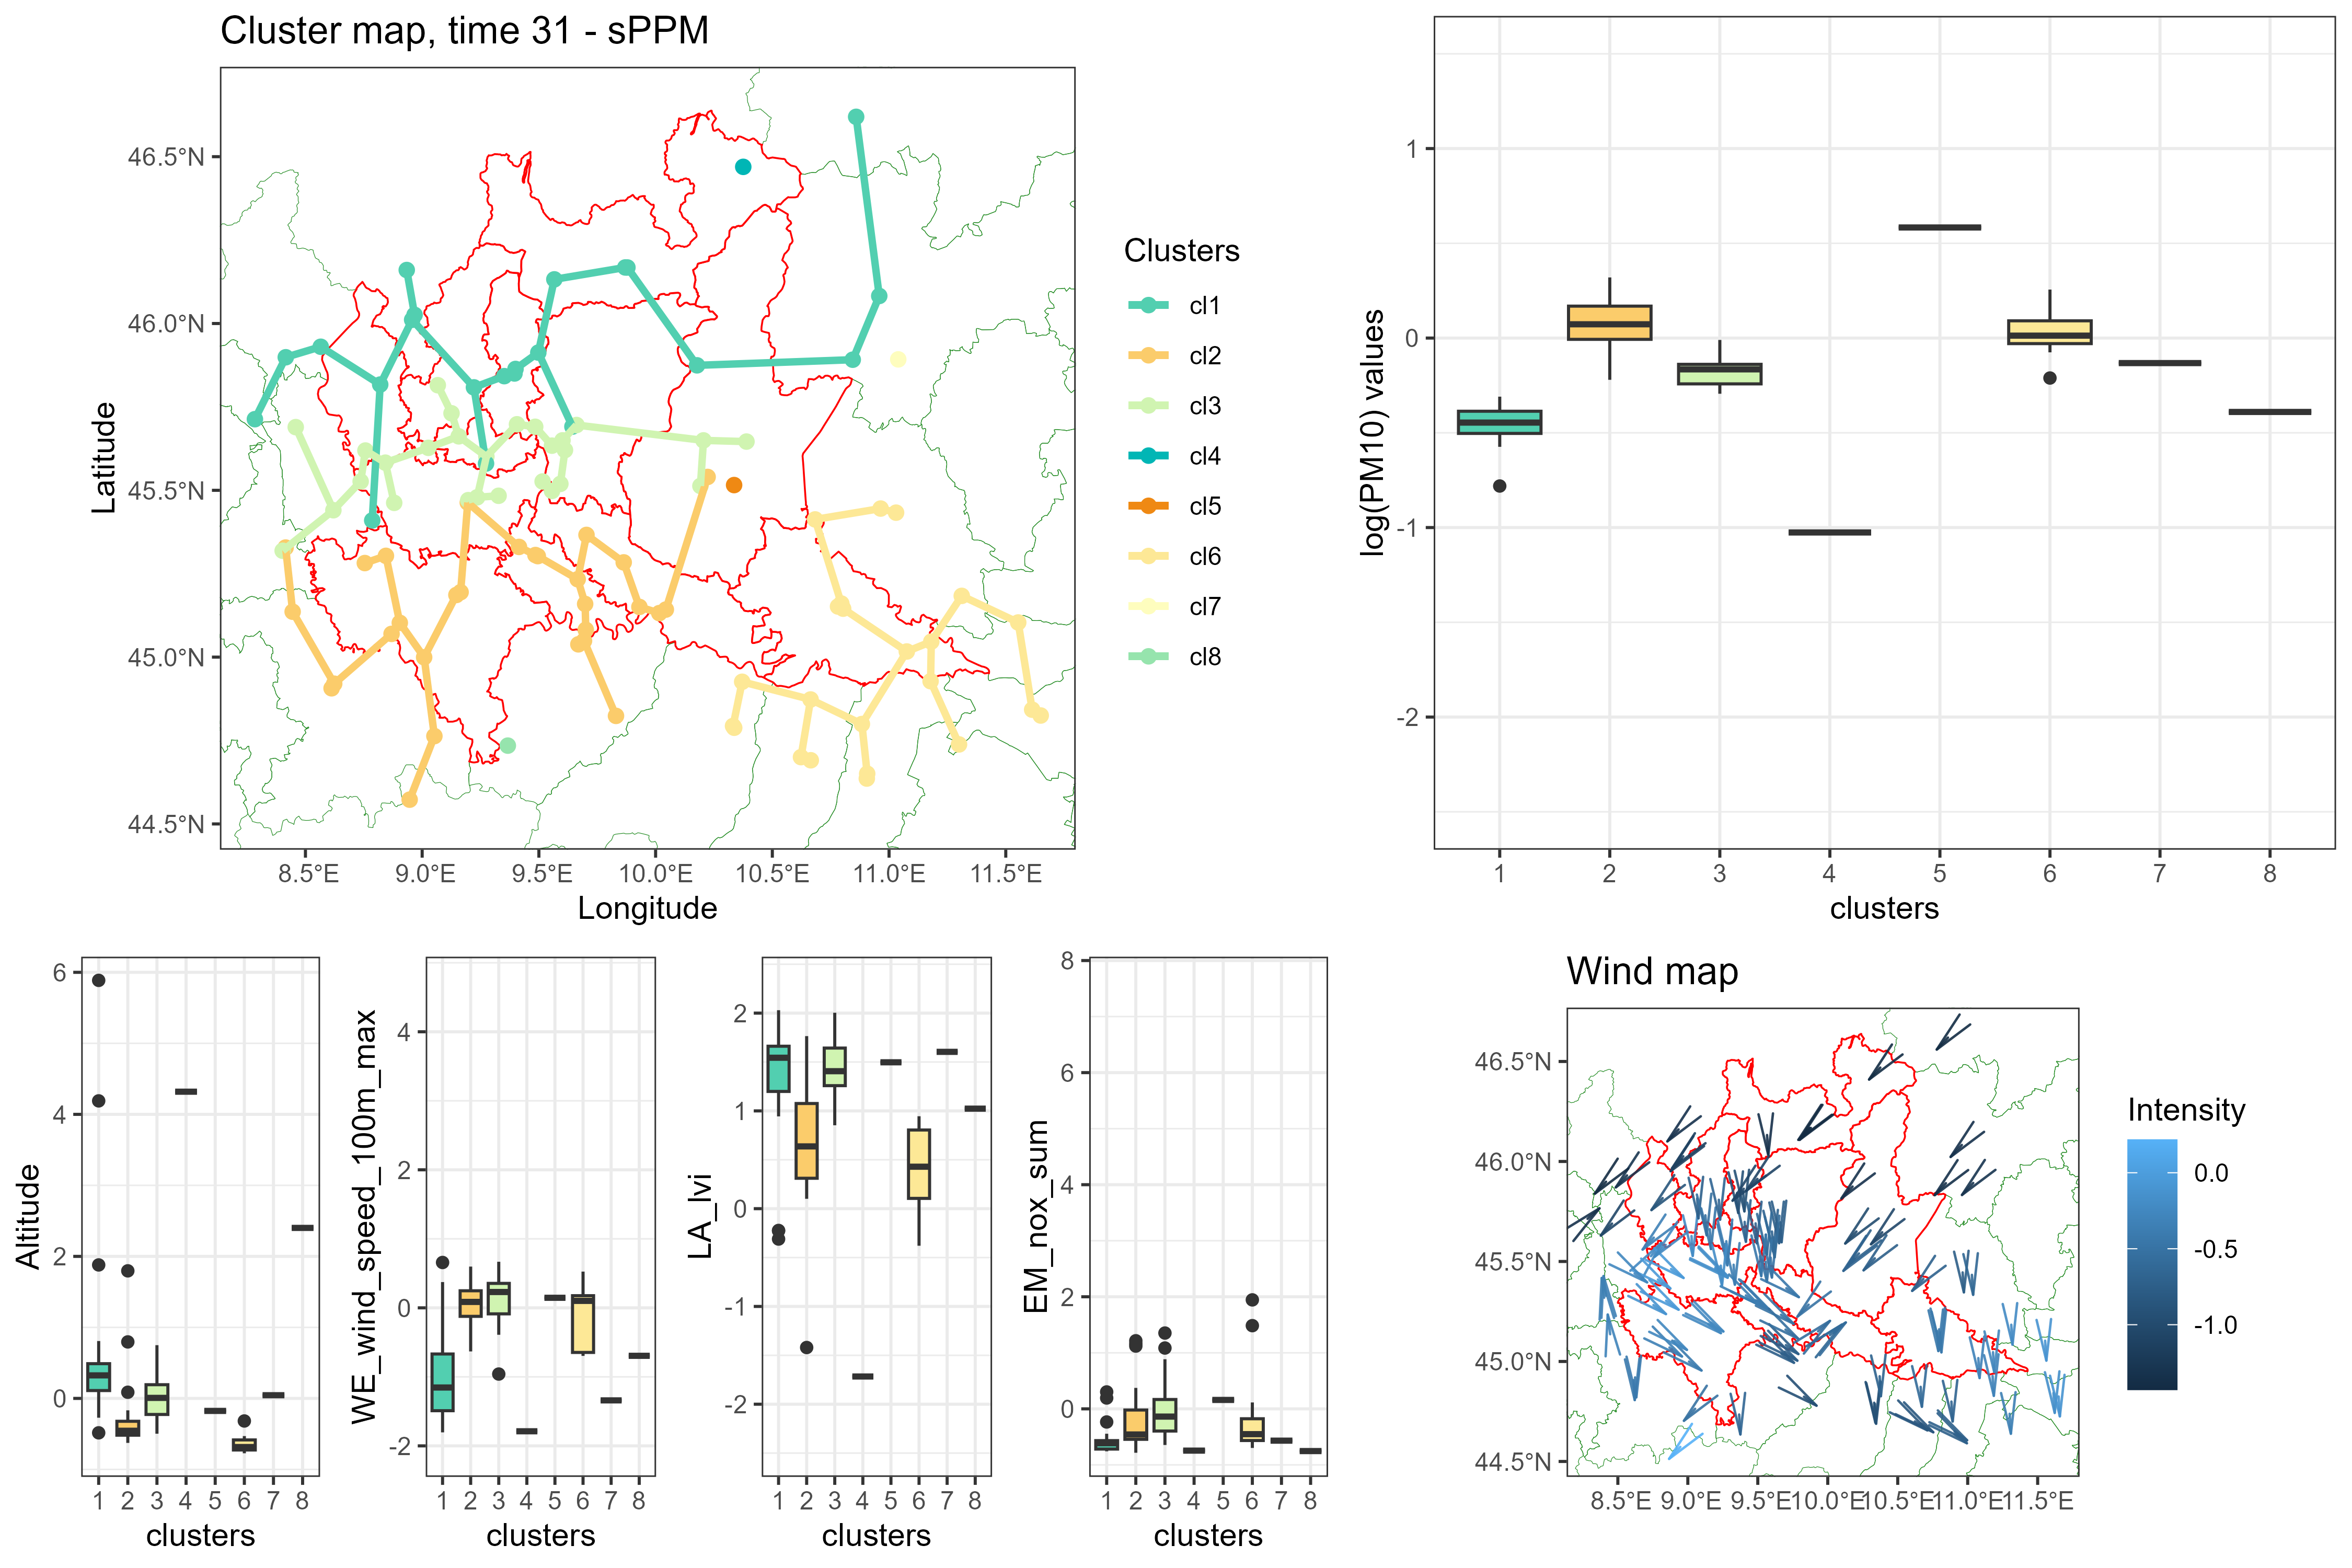 Cluster map, time 31 - sPPM
Latitude
46.5°N
46.0°N
45.5°N
45.0°N
44.5°N
8.5°E 9.0°E 9.5°E 10.0°E 10.5°E 11.0°E 11.5°E
Longitude
Clusters
cl1
cl2
cl3
cl4
cl5
cl6
cl7
cl8
log(PM10) values
1
0
-1
-2
1 2 3 4 5 6 7 8
clusters
Altitude
6
4
2
0
1 2 3 4 5 6 7 8
clusters
WE_wind_speed_100m_max
4
2
0
-2
1 2 3 4 5 6 7 8
clusters
LA_lvi
2
1
0
-1
-2
1 2 3 4 5 6 7 8
clusters
EM_nox_sum
8
6
4
2
0
1 2 3 4 5 6 7 8
clusters
Wind map
46.5°N
46.0°N
45.5°N
45.0°N
44.5°N
8.5°E 9.0°E 9.5°E 10.0°E 10.5°E 11.0°E 11.5°E
Intensity
0.0
-0.5
-1.0